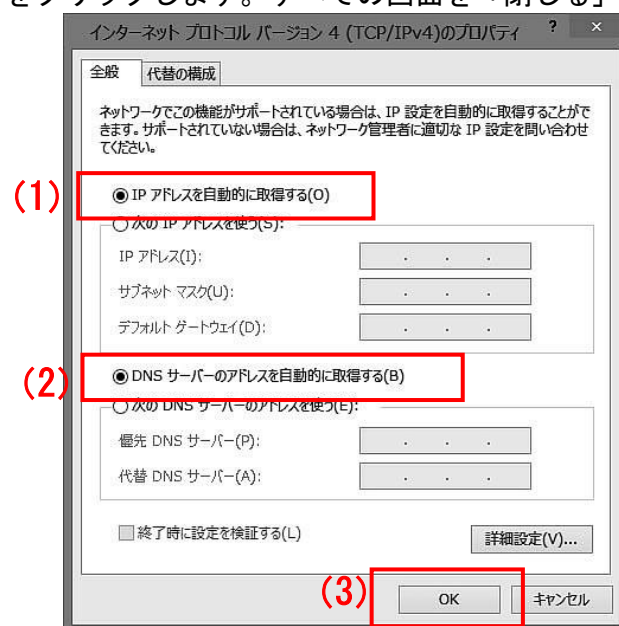 をクリックします。すべての画面を「閉じる」
インターネット プロトコル バージョン 4 (TCP/IPv4)のプロパティ ? ×
全般 代替の構成
ネットワークでこの機能がサポートされている場合は、IP 設定を自動的に取得することがで
きます。サポートされていない場合は、ネットワーク管理者に適切な IP 設定を問い合わせ
てください。
(1) IP アドレスを自動的に取得する(O)
次の IP アドレスを使う(S):
IP アドレス(I): . . .
サブネット マスク(U): . . .
デフォルト ゲートウェイ(D): . . .
(2) DNS サーバーのアドレスを自動的に取得する(B)
次の DNS サーバーのアドレスを使う(E):
優先 DNS サーバー(P): . . .
代替 DNS サーバー(A): . . .
終了時に設定を検証する(L) 詳細設定(V)...
(3) OK キャンセル